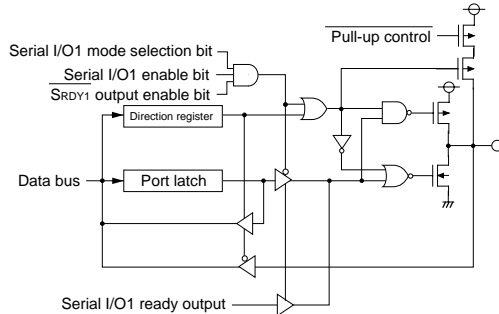 Pull-up control
Serial I/O1 mode selection bit
Serial I/O1 enable bit
SRDY1 output enable bit
Direction register
Data bus
Port latch
Serial I/O1 ready output